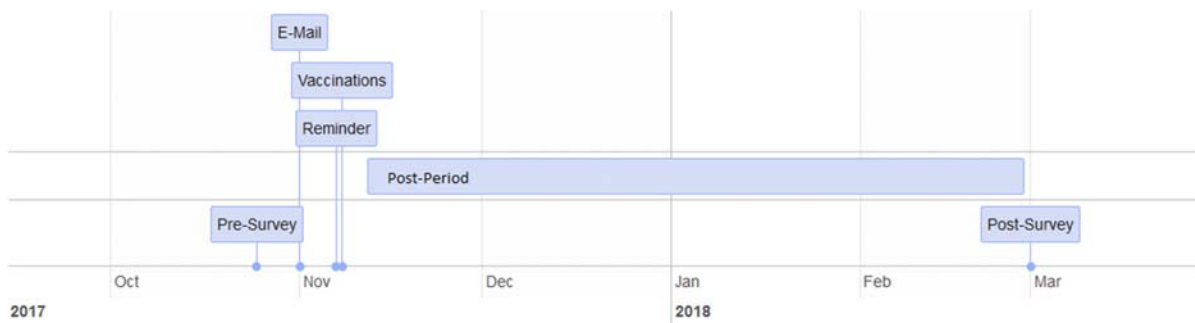 E-Mail
Vaccinations
Reminder
Post-Period
Pre-Survey
Post-Survey
Oct
Nov
Dec
Jan
Feb
Mar
2017
2018